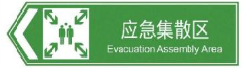 应急集散区
Evacuation Assembly Area